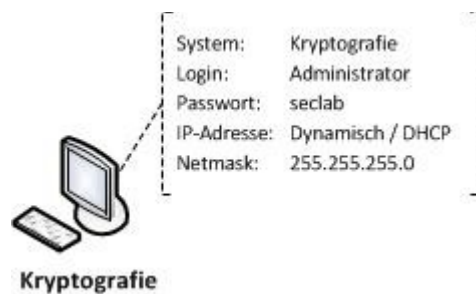 System: Kryptografie
Login: Administrator
Passwort: seclab
IP-Adresse: Dynamisch / DHCP
Netmask: 255.255.255.0
Kryptografie